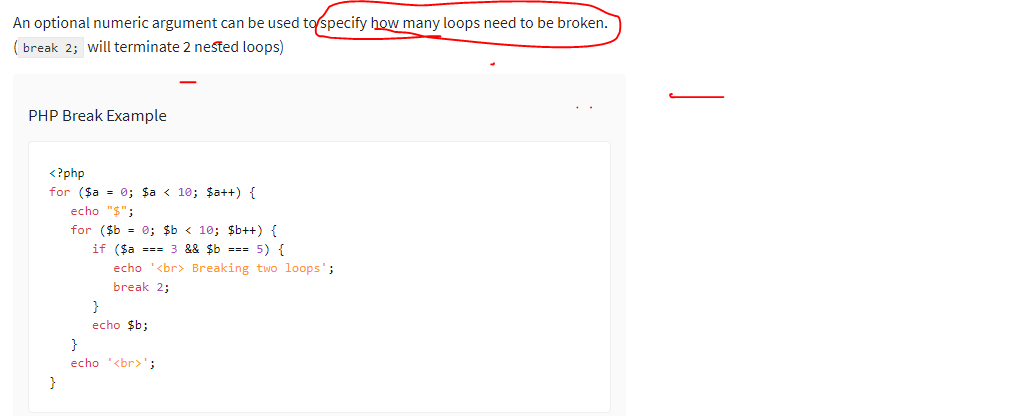 An optional numeric argument can be used to specify how many loops need to be broken.
( break 2; will terminate 2 nested loops)
PHP Break Example
<?php
for ($a = 0; $a < 10; $a++) {
echo "$";
for ($b = 0; $b < 10; $b++) {
if ($a === 3 && $b === 5) {
echo '<br> Breaking two loops';
break 2;
}
echo $b;
}
echo '<br>';
}